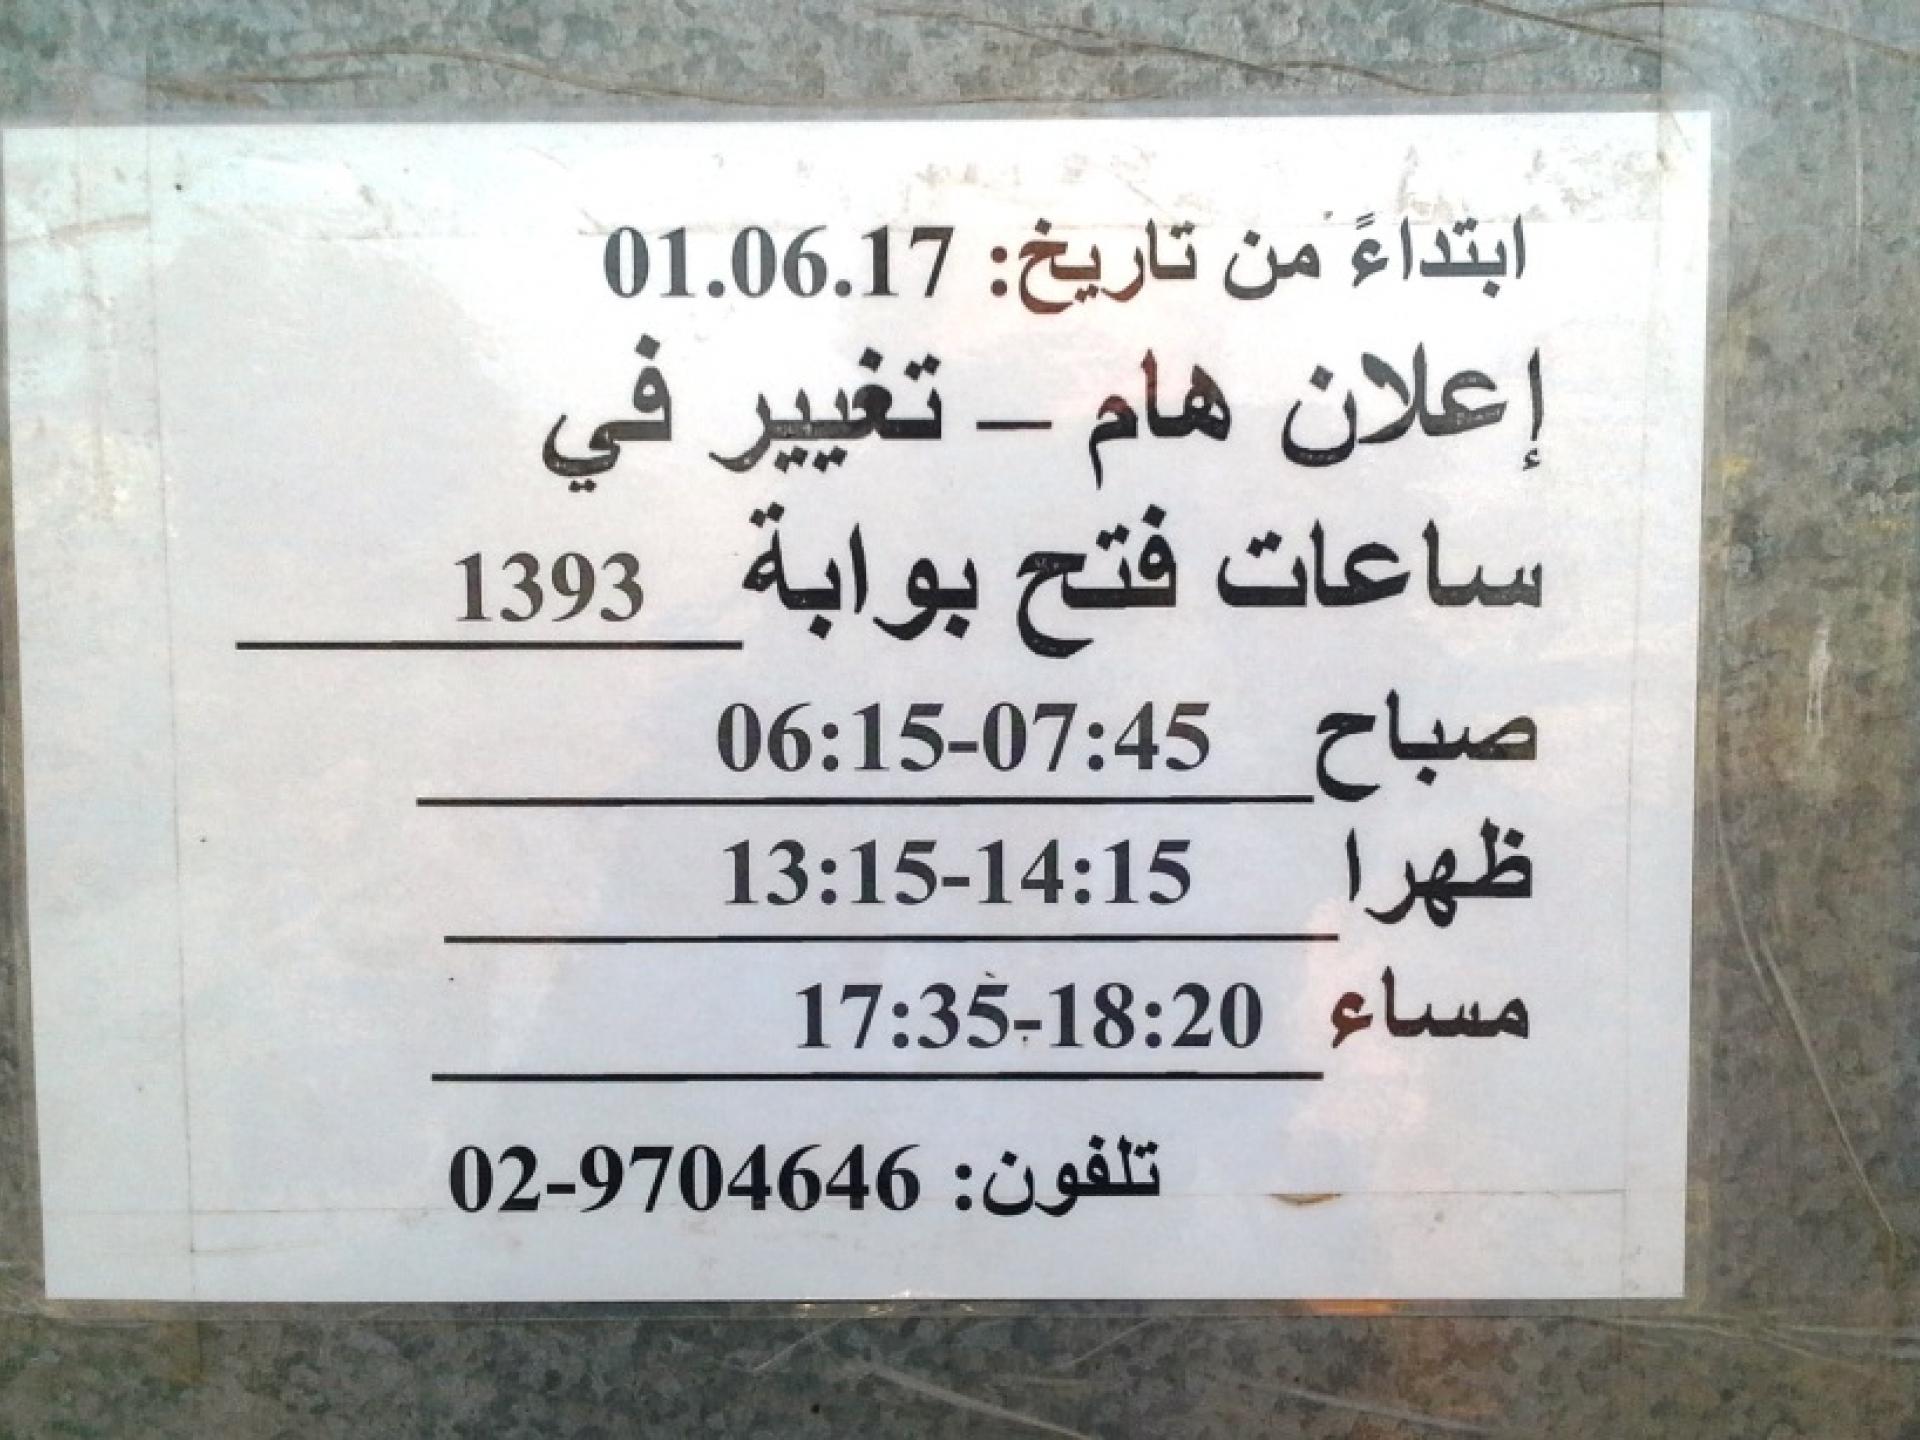 ابتداءً من تاريخ: 01.06.17
إعلان هام – تغيير في
ساعات فتح بوابة 1393
صباح 06:15-07:45
ظهرا 13:15-14:15
مساء 17:35-18:20
تلفون: 02-9704646